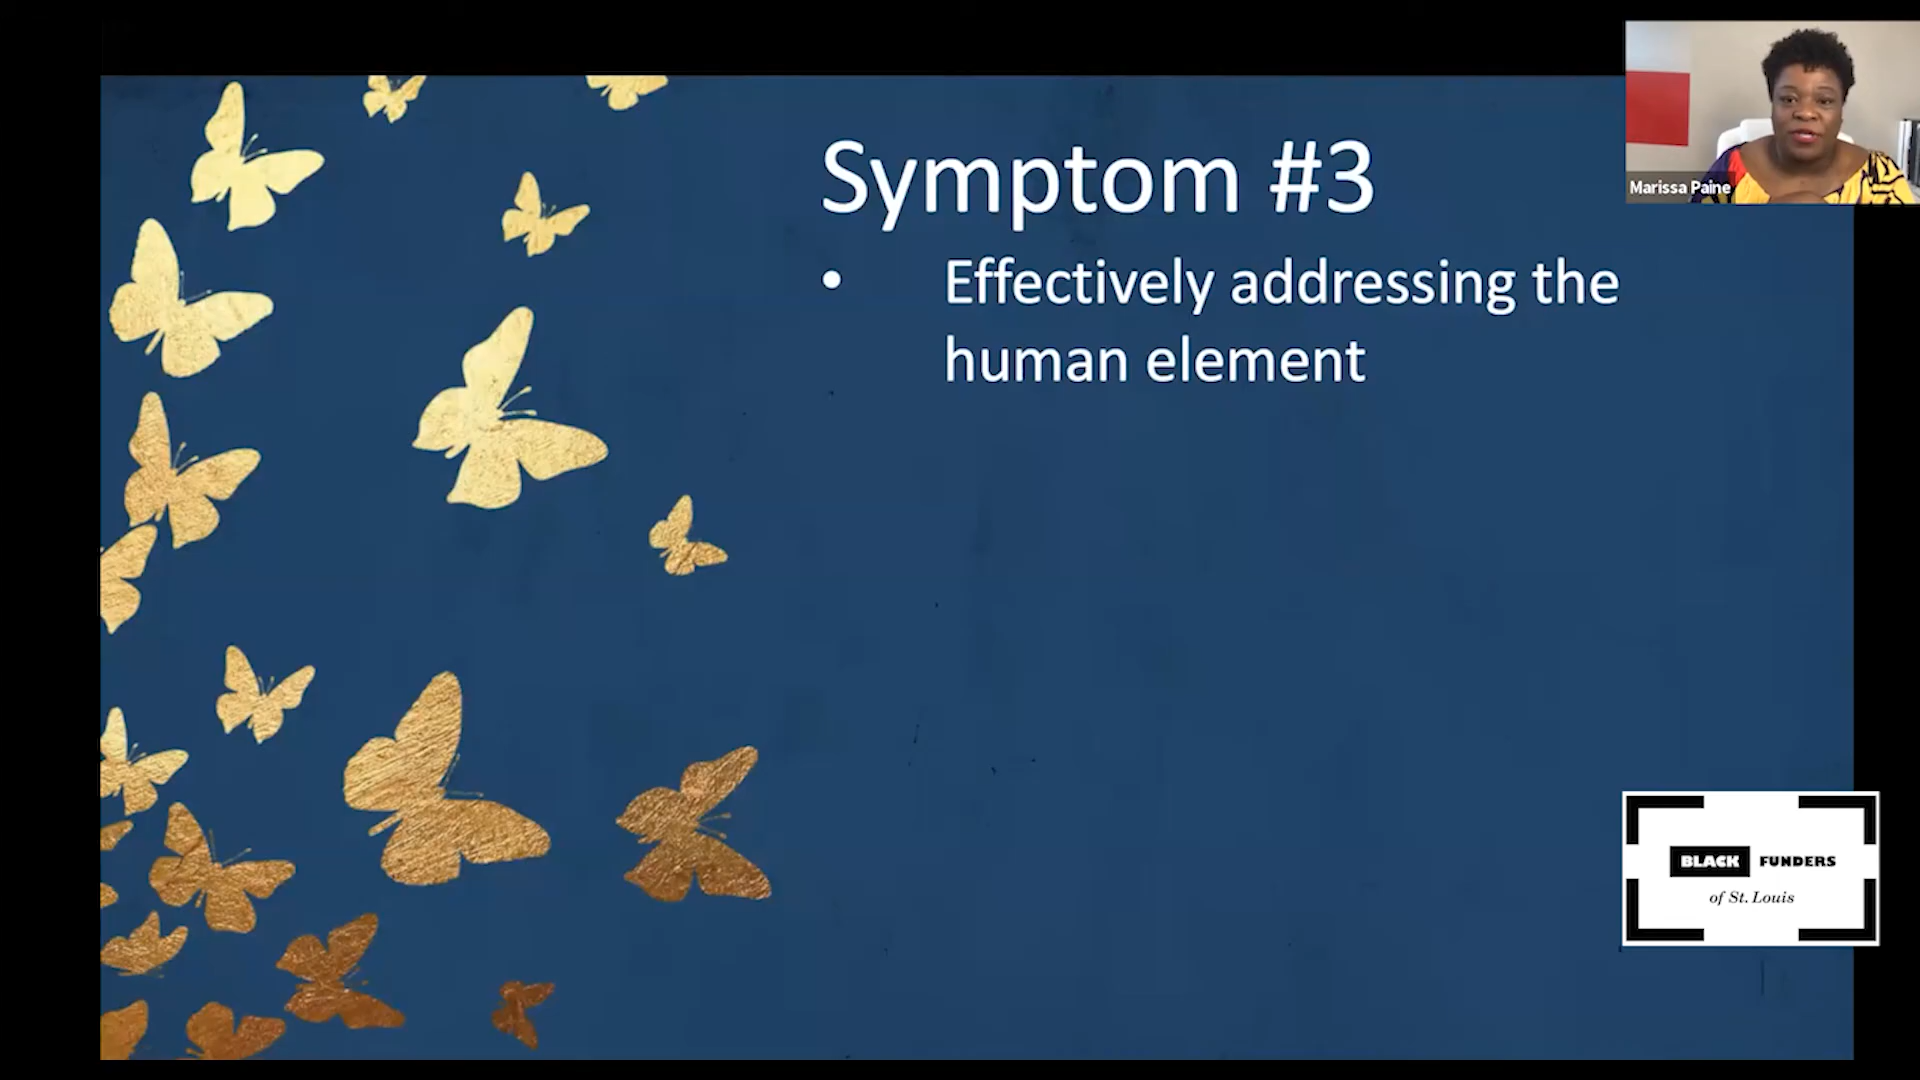 Symptom #3
• Effectively addressing the
human element
Marissa Paine
BLACK FUNDERS
of St. Louis